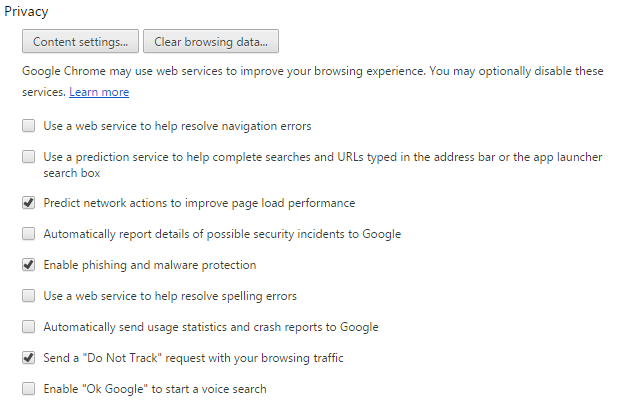 Privacy
Content settings... Clear browsing data...
Google Chrome may use web services to improve your browsing experience. You may optionally disable these
services. Learn more
Use a web service to help resolve navigation errors
Use a prediction service to help complete searches and URLs typed in the address bar or the app launcher
search box
Predict network actions to improve page load performance
Automatically report details of possible security incidents to Google
Enable phishing and malware protection
Use a web service to help resolve spelling errors
Automatically send usage statistics and crash reports to Google
Send a "Do Not Track" request with your browsing traffic
Enable "Ok Google" to start a voice search